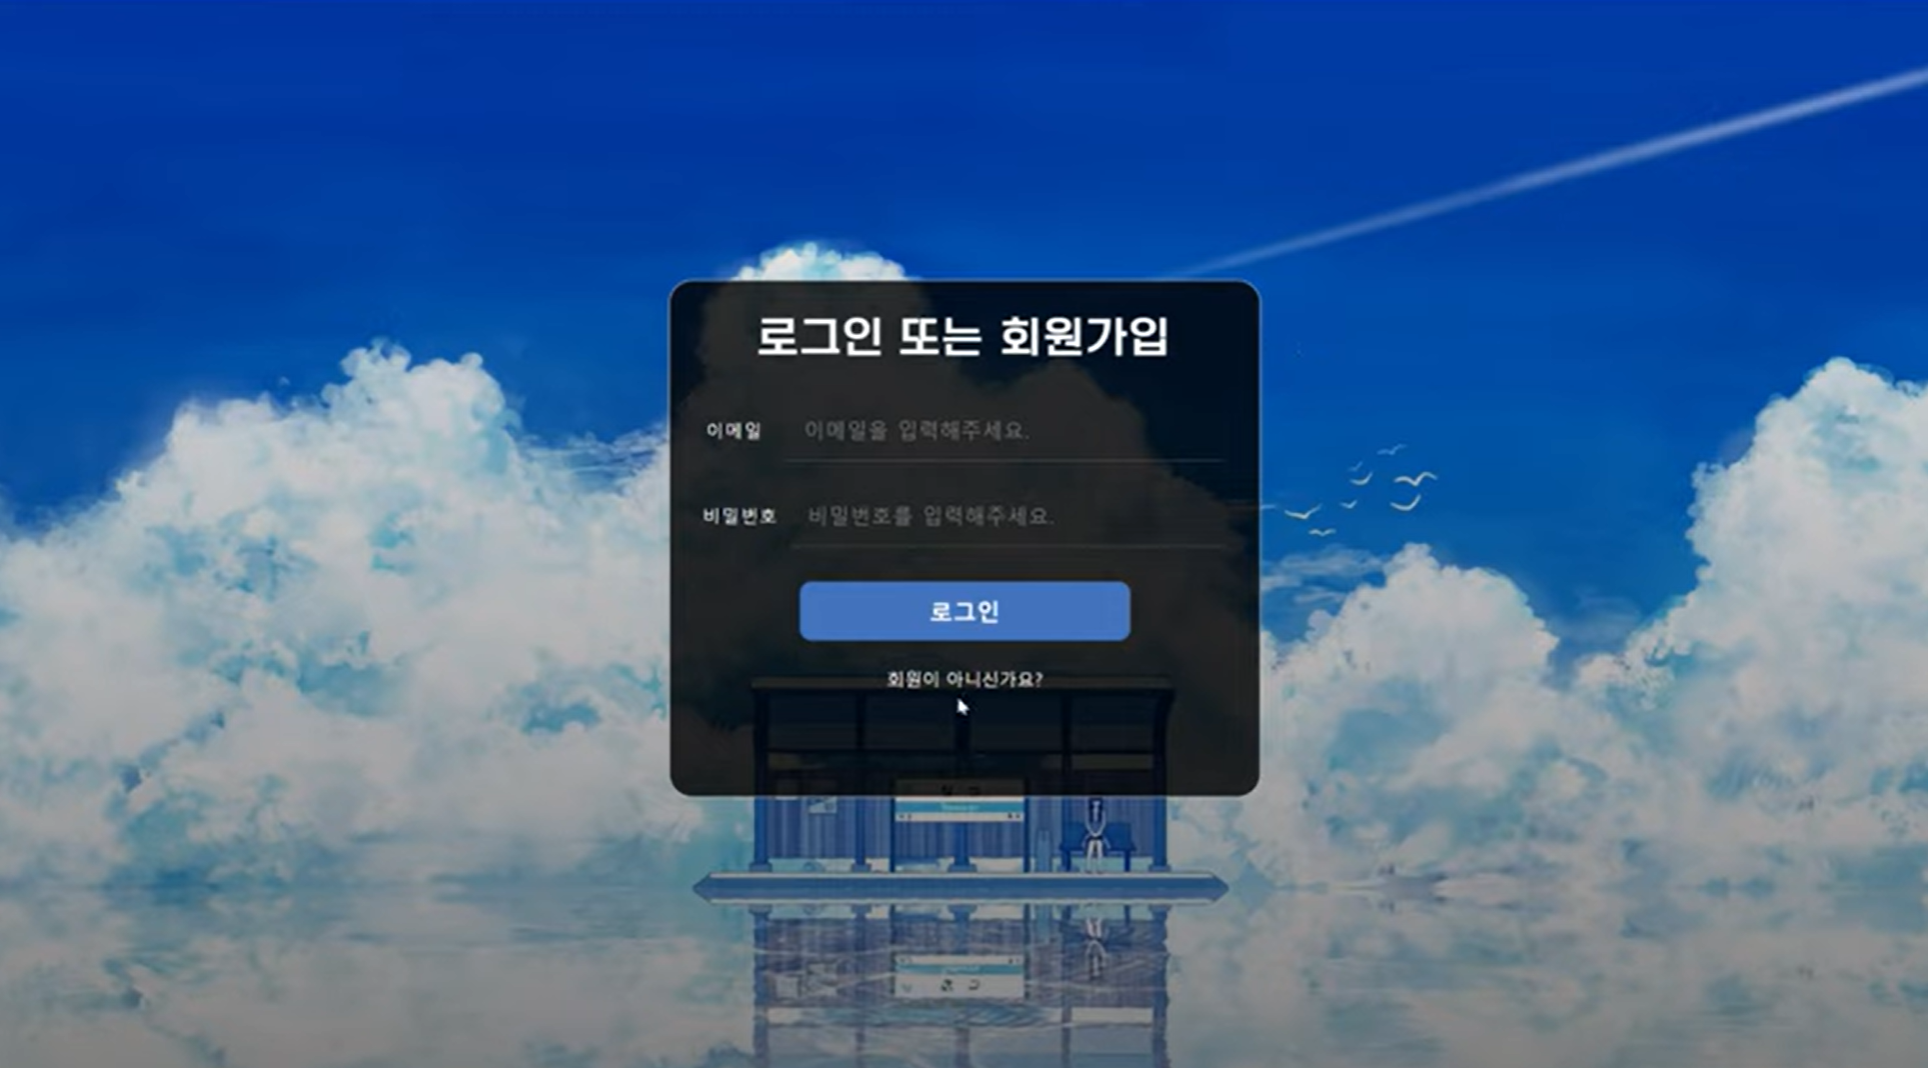 로그인 또는 회원가입
이메일 이메일을 입력해주세요.
비밀번호 비밀번호를 입력해주세요.
로그인
회원이 아니신가요?